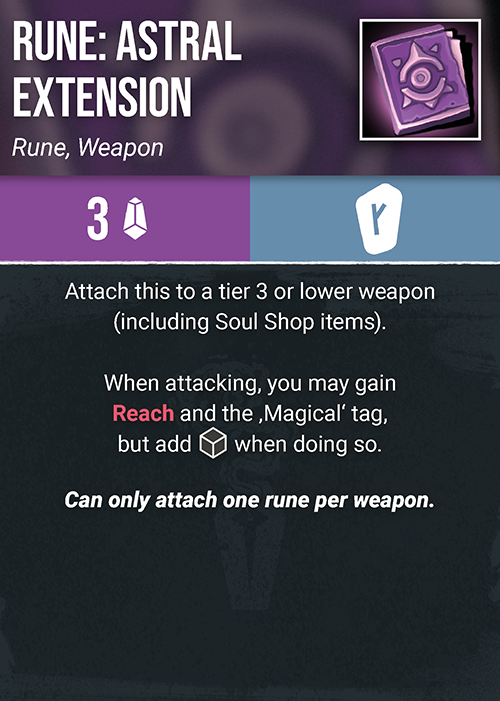 RUNE: ASTRAL
EXTENSION
Rune, Weapon
3
Attach this to a tier 3 or lower weapon
(including Soul Shop items).
When attacking, you may gain
Reach and the ‚Magical‘ tag,
but add when doing so.
Can only attach one rune per weapon.